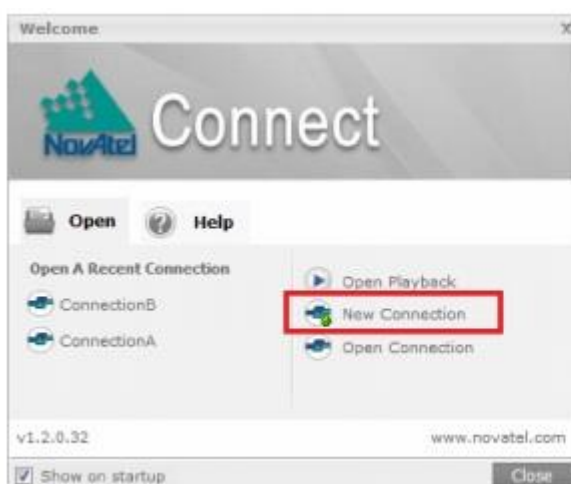 Welcome
X
NovAtel
Connect
Open
Help
Open A Recent Connection
ConnectionB
ConnectionA
Open Playback
New Connection
Open Connection
v1.2.0.32
www.novatel.com
Show on startup
Close